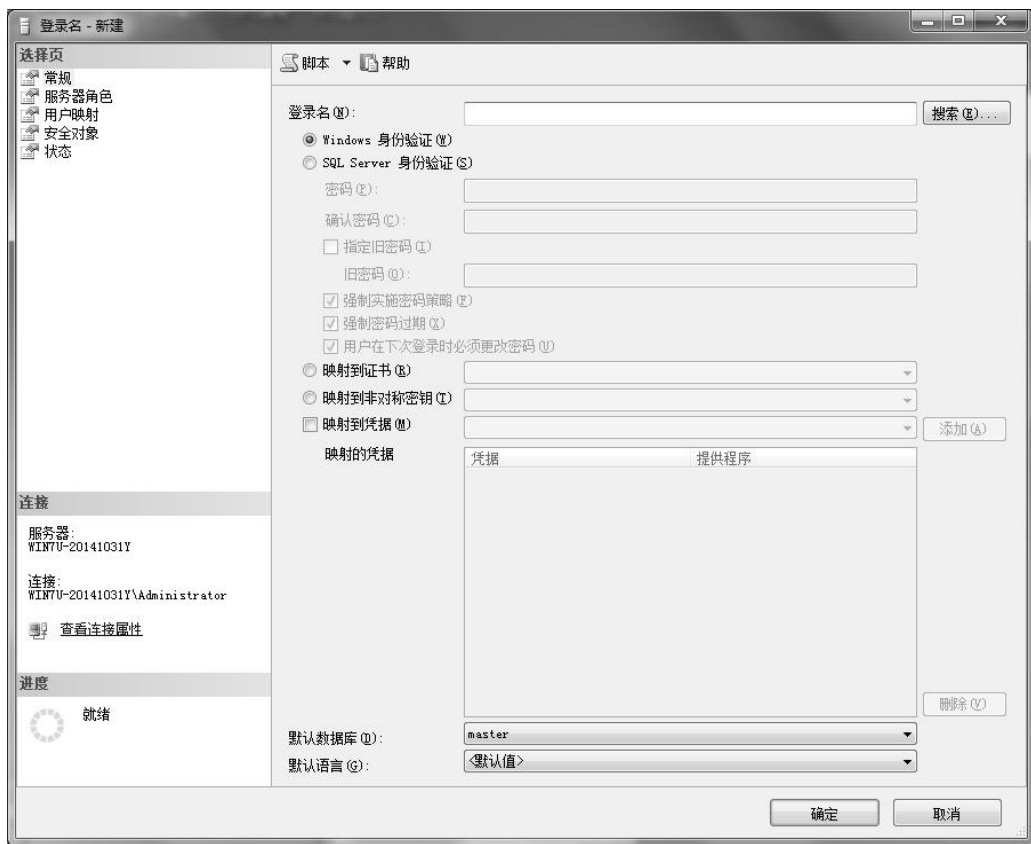 登录名 - 新建
选择页
常规
服务器角色
用户映射
安全对象
状态
脚本 帮助
登录名(N): 搜索(E)...
Windows 身份验证(W)
SQL Server 身份验证(S)
密码(P):
确认密码(C):
指定旧密码(I)
旧密码(O):
强制实施密码策略(F)
强制密码过期(X)
用户在下次登录时必须更改密码(U)
映射到证书(R)
映射到非对称密钥(T)
映射到凭据(M) 添加(A)
映射的凭据 凭据 提供程序
删除(V)
默认数据库(D): master
默认语言(G): <默认值>
连接
服务器:
WIN7U-20141031Y
连接:
WIN7U-20141031Y\Administrator
查看连接属性
进度
就绪
确定 取消